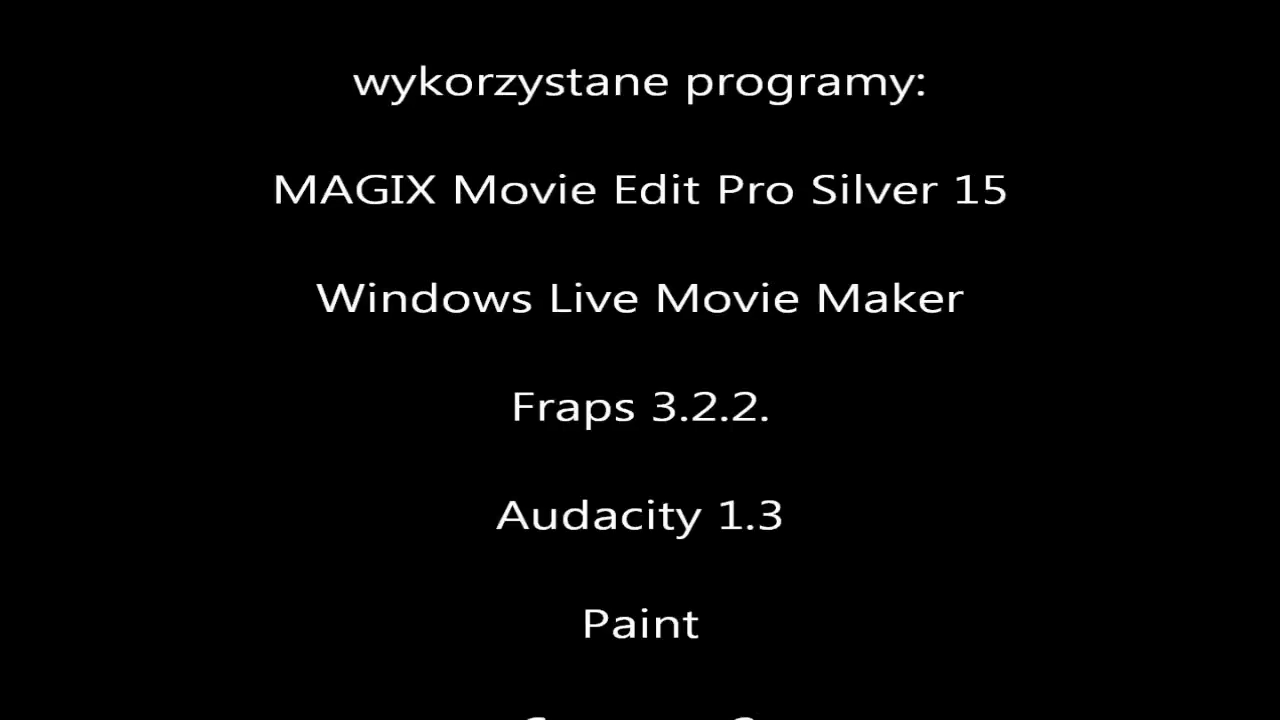 wykorzystane programy:
MAGIX Movie Edit Pro Silver 15
Windows Live Movie Maker
Fraps 3.2.2.
Audacity 1.3
Paint